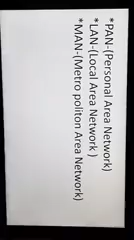 *PAN-(Personal Area Network)
*LAN-(Local Area Network )
*MAN-(Metro politon Area Network)